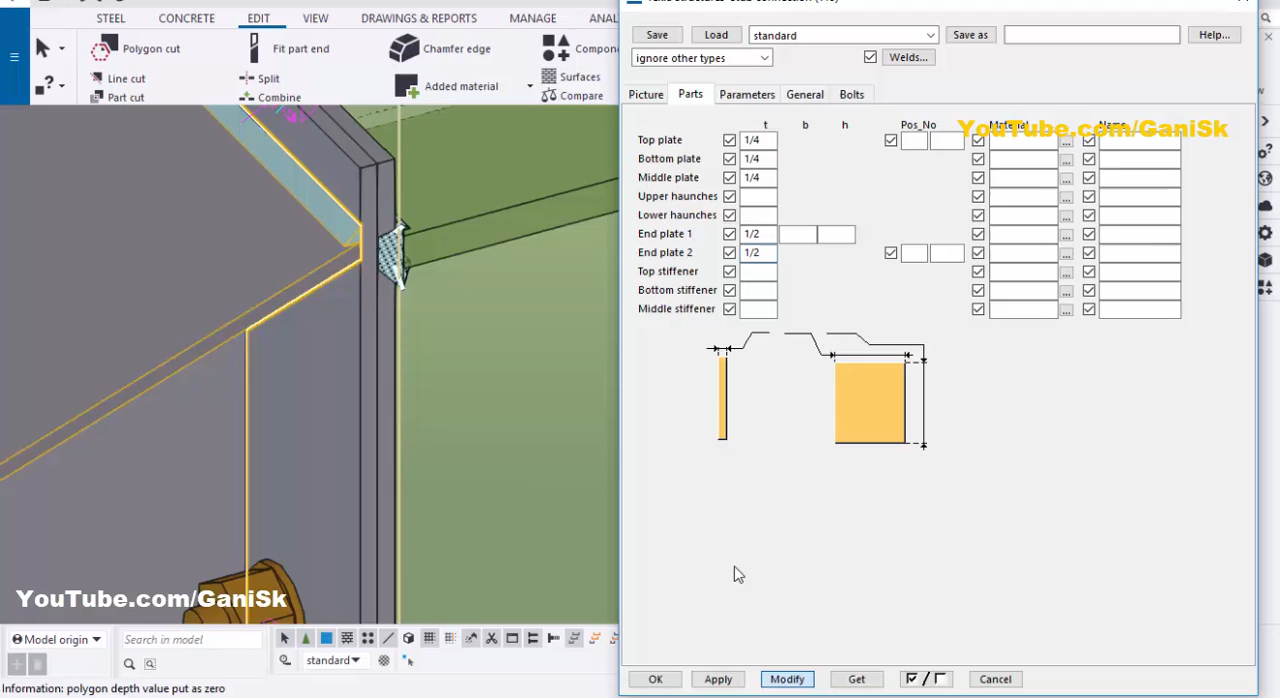 STEEL CONCRETE EDIT VIEW DRAWINGS & REPORTS MANAGE
Polygon cut Fit part end Chamfer edge
Line cut Split Added material Surfaces
Part cut Combine Compare
Save Load standard Save as Help...
ignore other types Welds...
Picture Parts Parameters General Bolts
t b h Pos_No
YouTube.com/GaniSk
Top plate 1/4
Bottom plate 1/4
Middle plate 1/4
Upper haunches
Lower haunches
End plate 1 1/2
End plate 2 1/2
Top stiffener
Bottom stiffener
Middle stiffener
YouTube.com/GaniSk
Model origin Search in model
standard
Information: polygon depth value put as zero
OK Apply Modify Get / Cancel